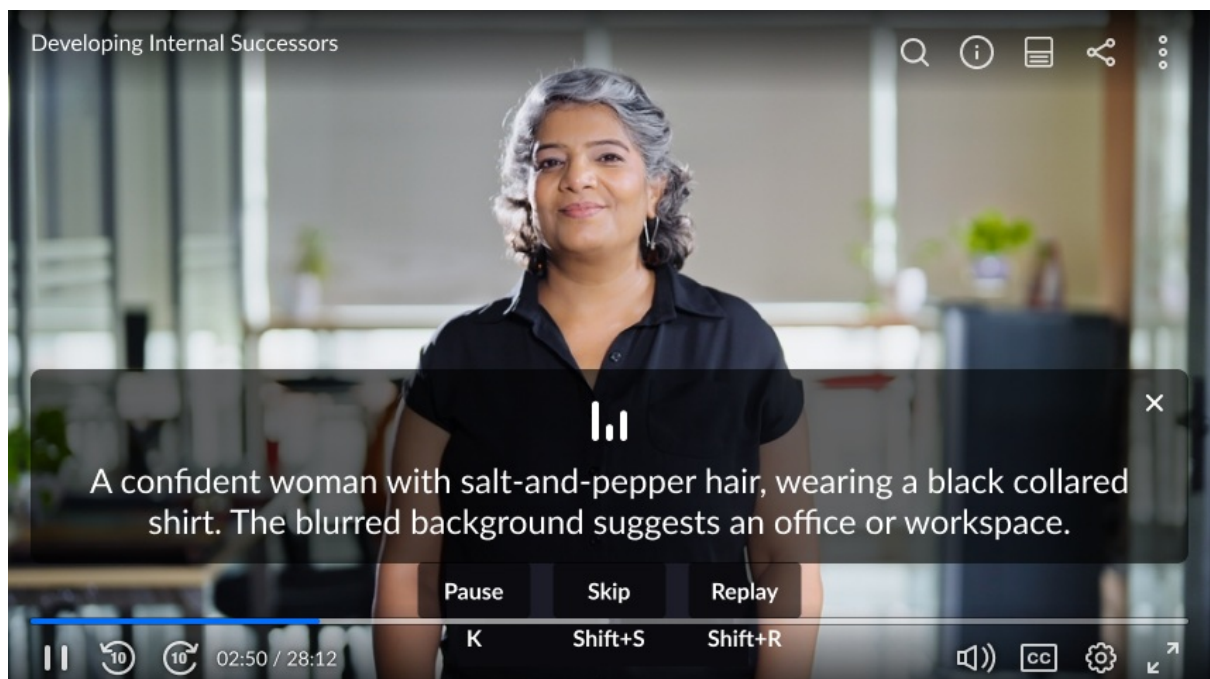 Developing Internal Successors
A confident woman with salt-and-pepper hair, wearing a black collared
shirt. The blurred background suggests an office or workspace.
Pause Skip Replay
K Shift+S Shift+R
10 10 02:50 / 28:12 CC